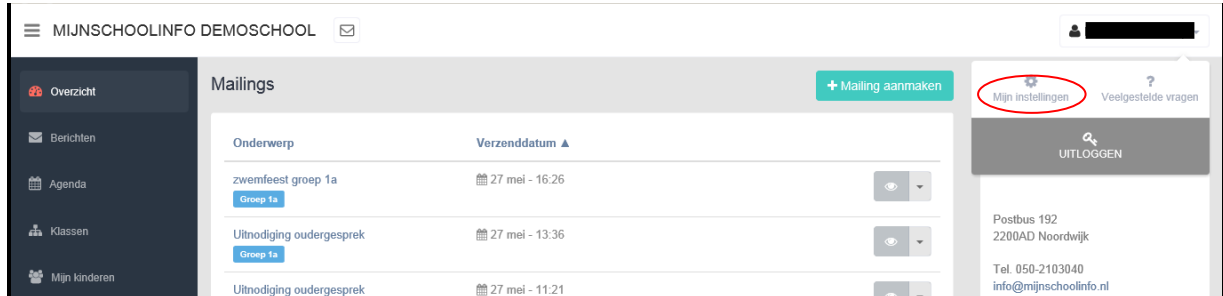 MIJNSCHOOLINFO DEMOSCHOOL
Overzicht
Berichten
Agenda
Klassen
Mijn kinderen
Mailings
+ Mailing aanmaken
Onderwerp Verzenddatum ▲
zwemfeest groep 1a 27 mei - 16:26
Groep 1a
Uitnodiging oudergesprek 27 mei - 13:36
Groep 1a
Uitnodiging oudergesprek 27 mei - 11:21
Mijn instellingen
? Veelgestelde vragen
UITLOGGEN
Postbus 192
2200AD Noordwijk
Tel. 050-2103040
info@mijnschoolinfo.nl